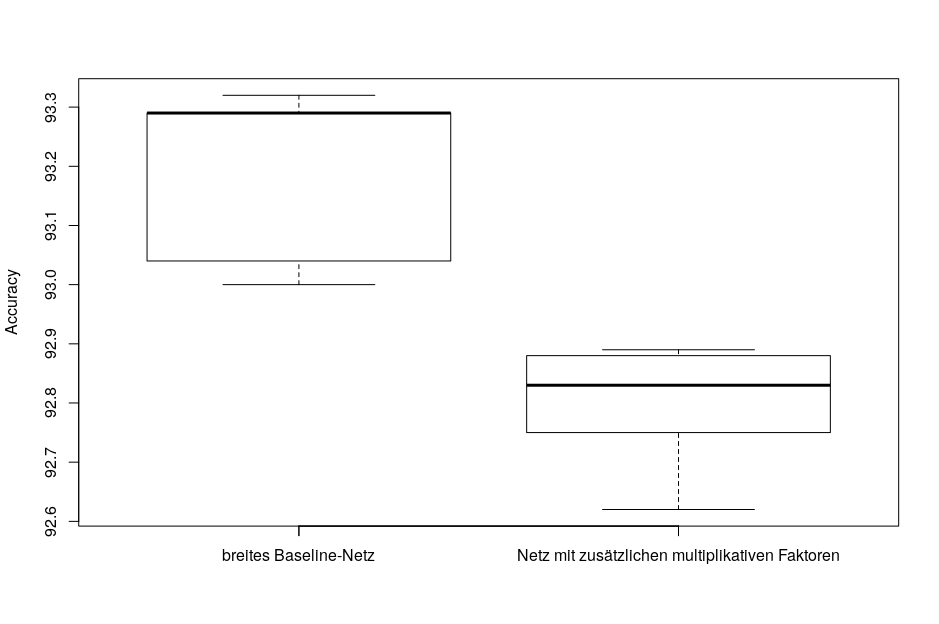 Accuracy
93.3
93.2
93.1
93.0
92.9
92.8
92.7
92.6
breites Baseline-Netz
Netz mit zusätzlichen multiplikativen Faktoren